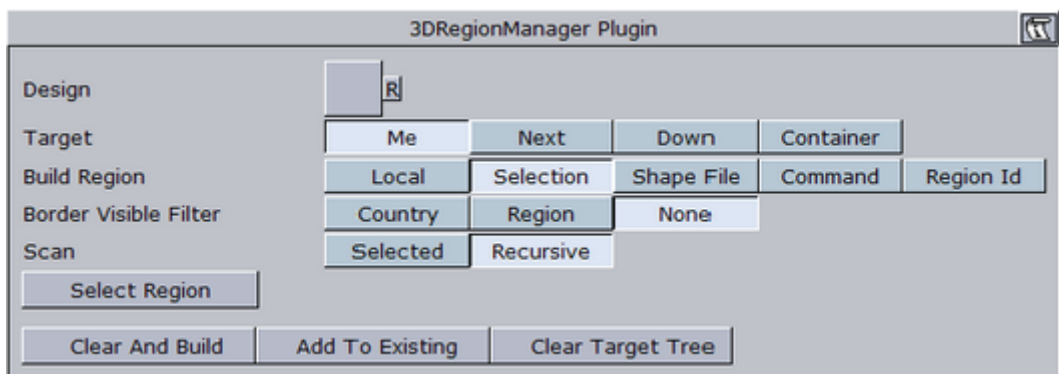 3DRegionManager Plugin
Design R
Target Me Next Down Container
Build Region Local Selection Shape File Command Region Id
Border Visible Filter Country Region None
Scan Selected Recursive
Select Region
Clear And Build Add To Existing Clear Target Tree